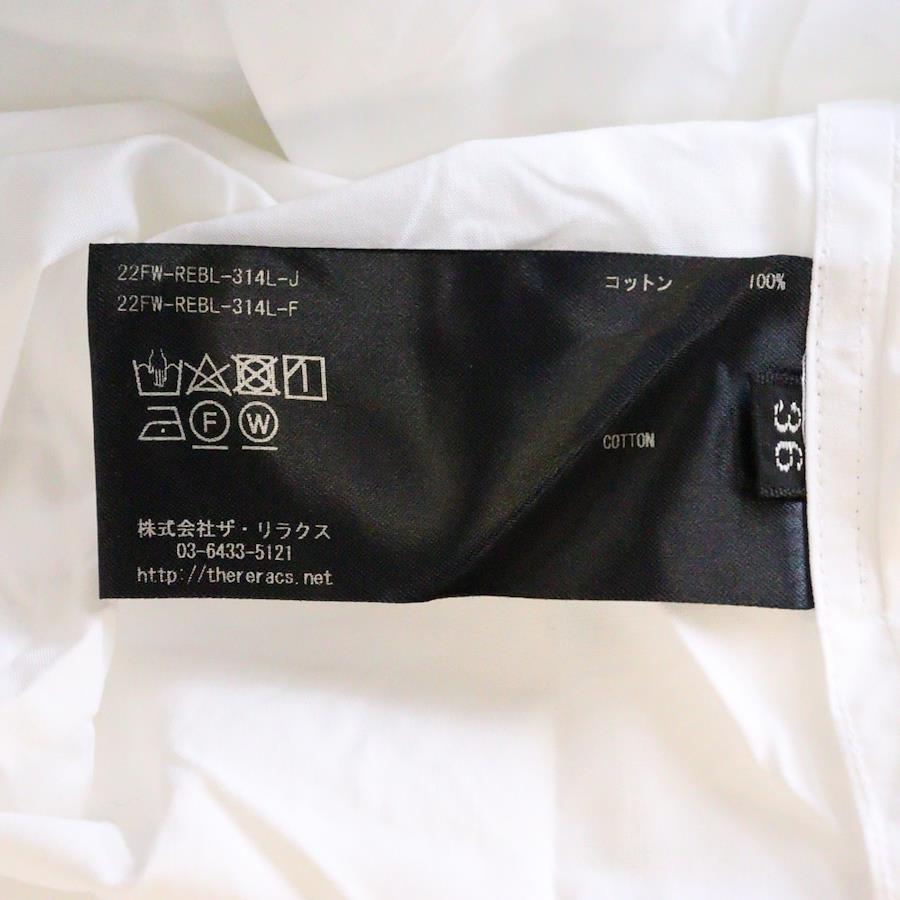 22FW-REBL-314L-J
22FW-REBL-314L-F
コットン 100%
COTTON
36
F W
株式会社ザ・リラクス
03-6433-5121
http://thereracs.net